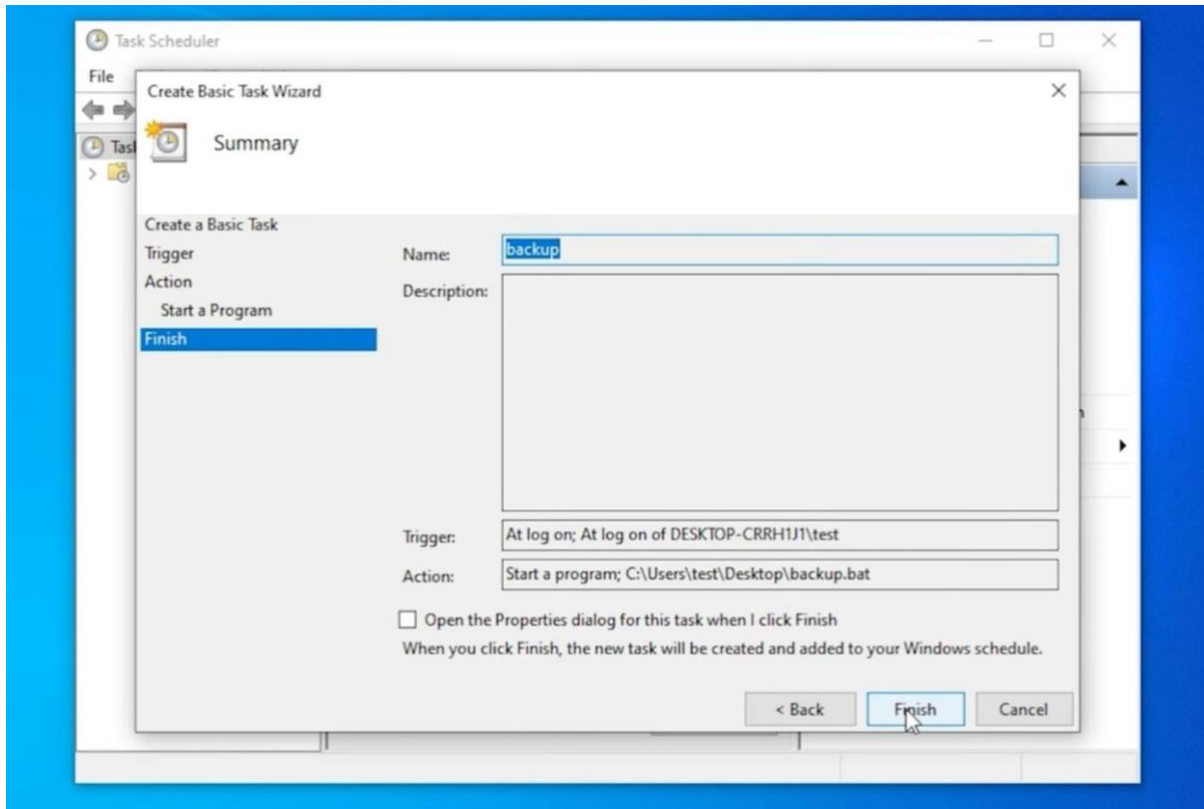 Task Scheduler
File
Create Basic Task Wizard
Summary
Create a Basic Task
Trigger
Action
Start a Program
Finish
Name:
backup
Description:
Trigger:
At log on; At log on of DESKTOP-CRRH1J1\test
Action:
Start a program; C:\Users\test\Desktop\backup.bat
Open the Properties dialog for this task when I click Finish
When you click Finish, the new task will be created and added to your Windows schedule.
< Back
Finish
Cancel